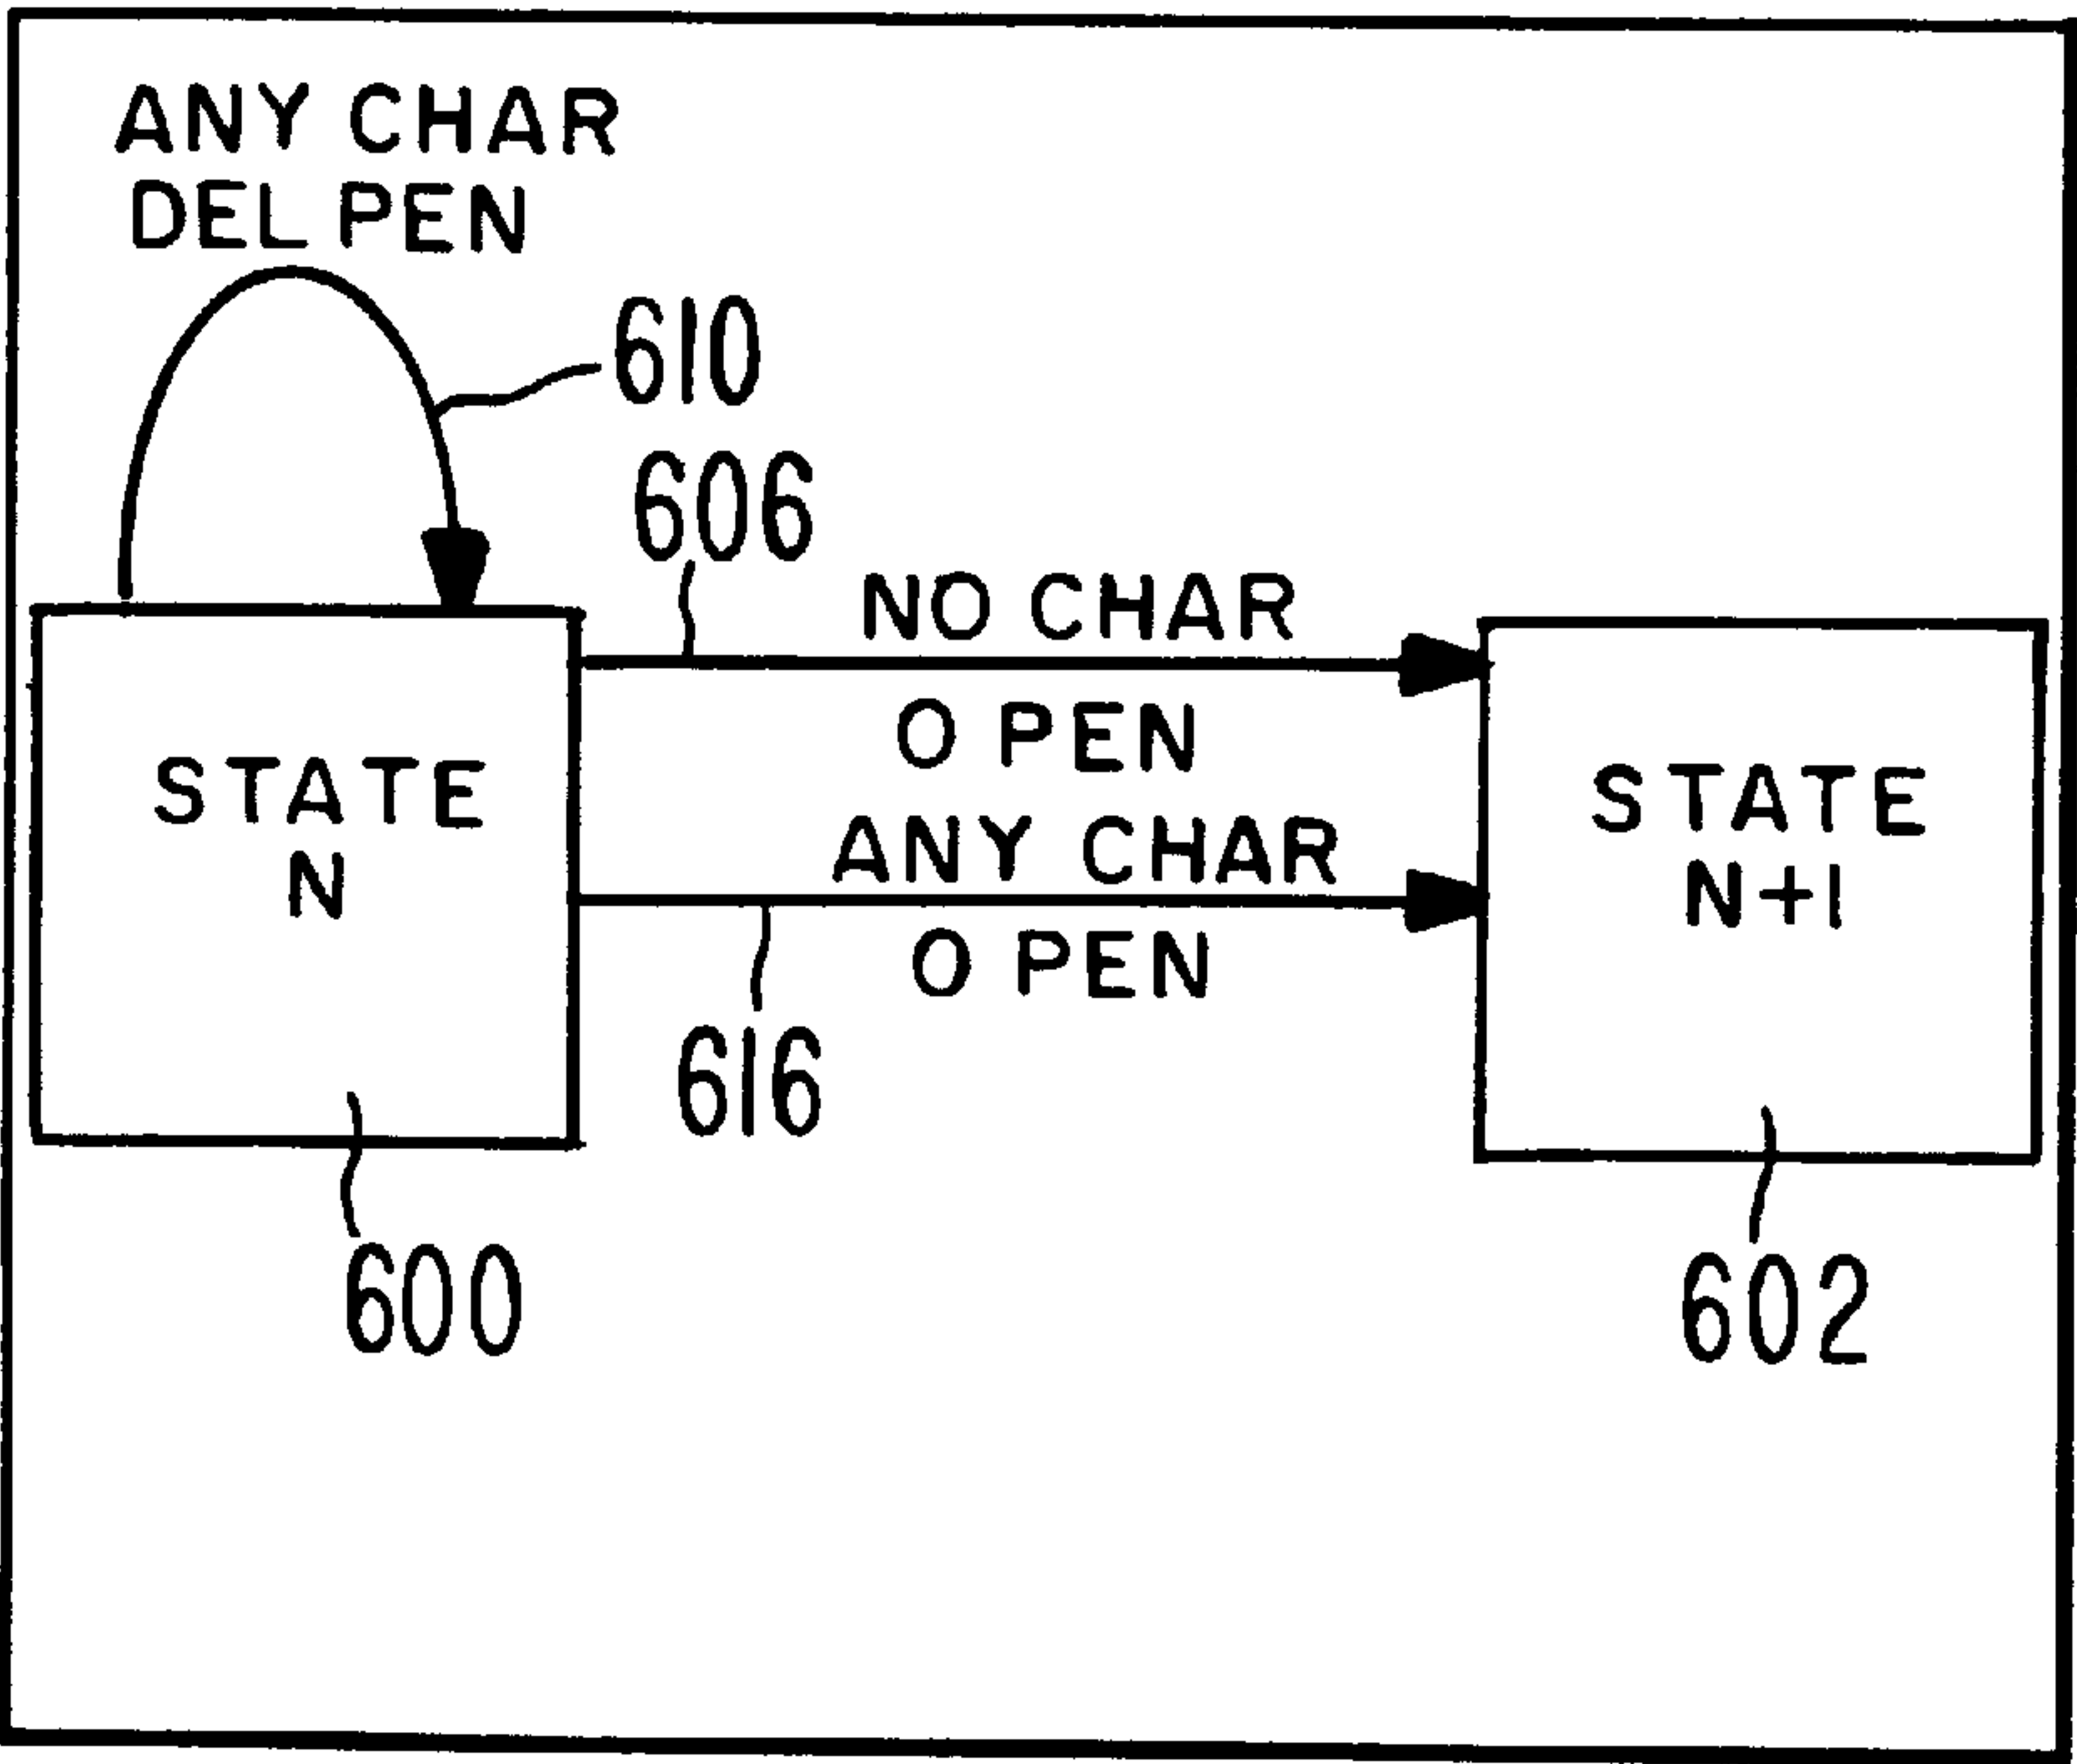 ANY CHAR
DEL PEN
610
606
NO CHAR
O PEN
STATE
N
ANY CHAR
O PEN
STATE
N+1
616
600
602